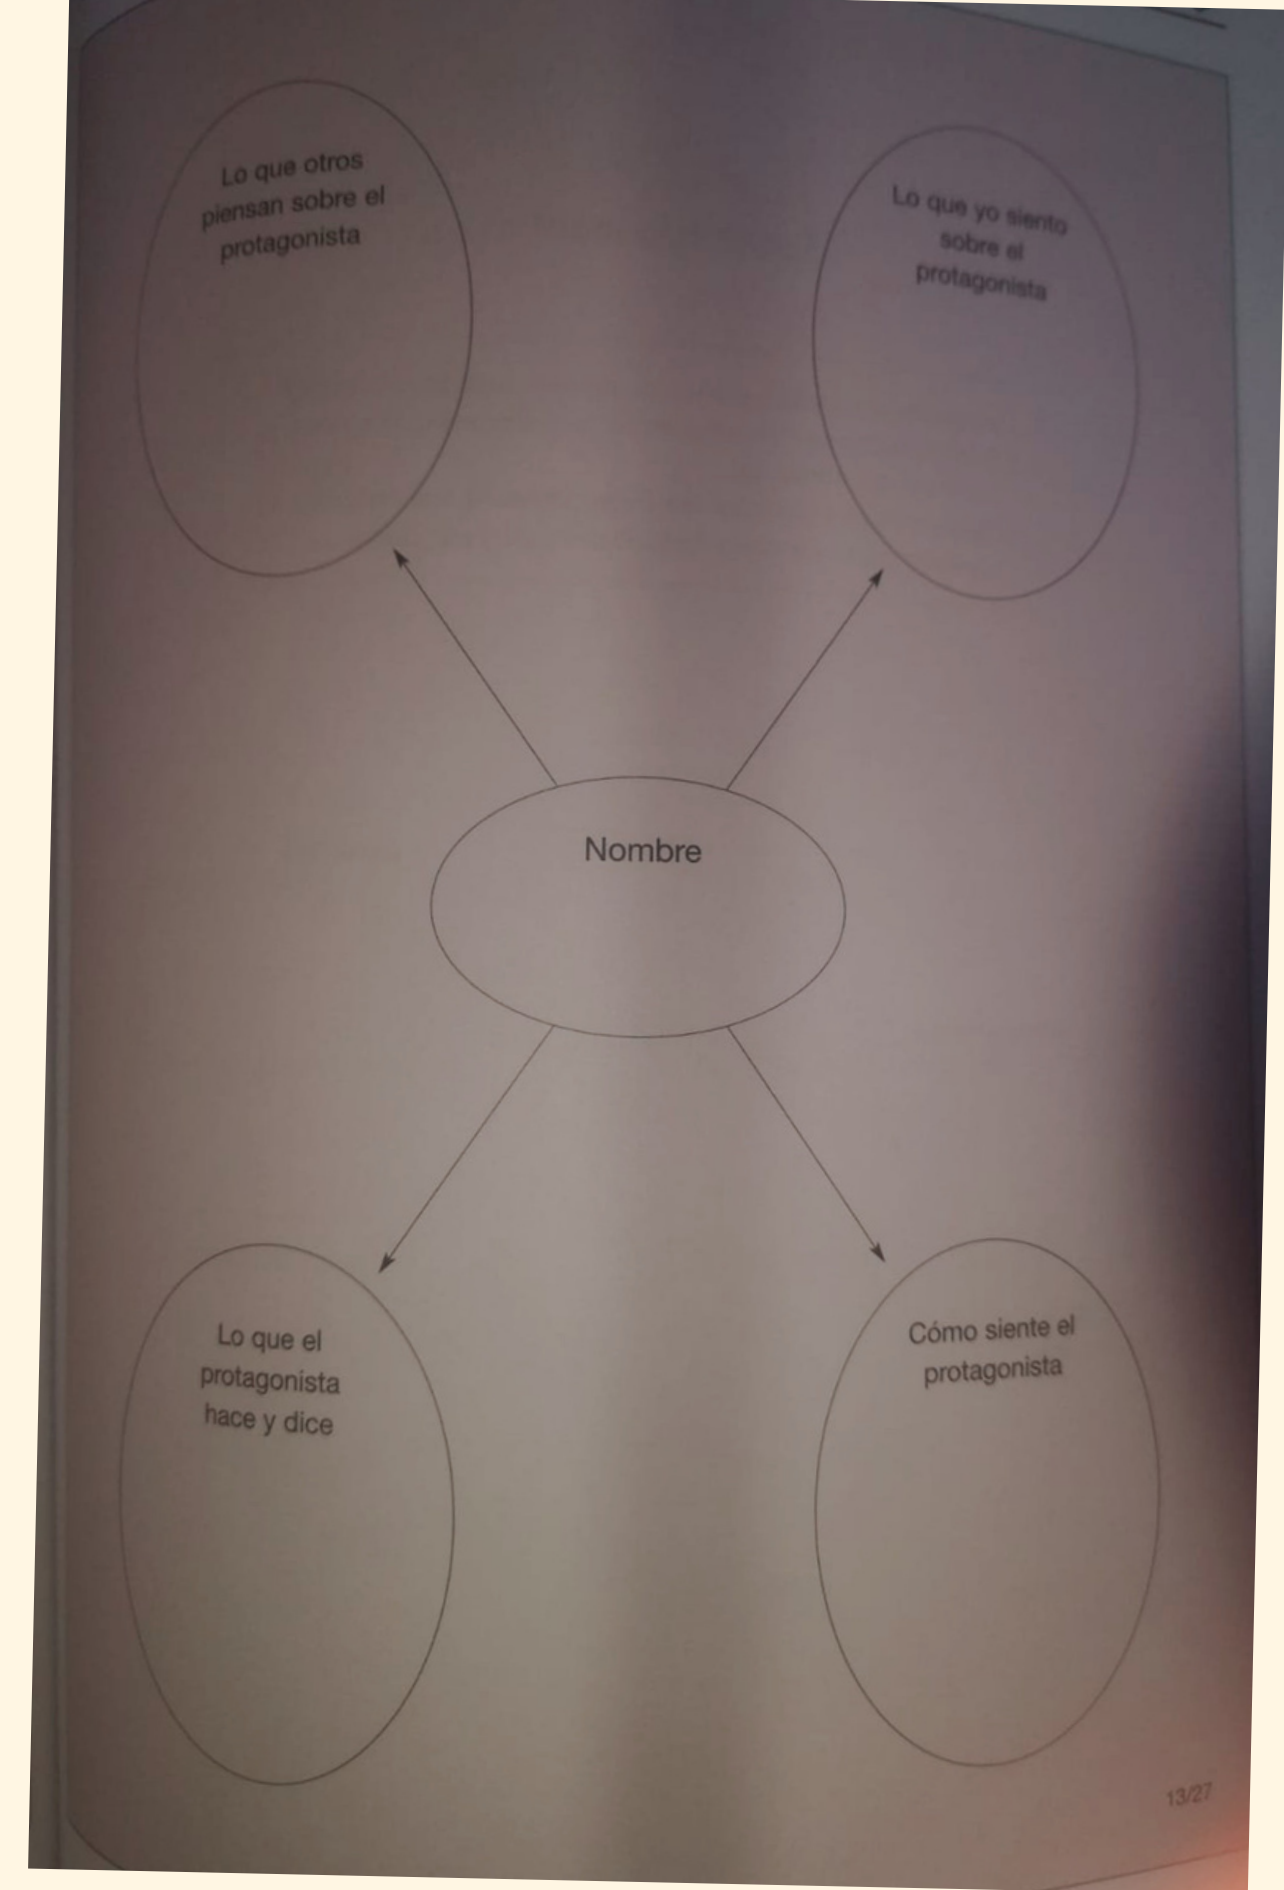 Lo que otros
piensan sobre el
protagonista
Lo que yo siento
sobre el
protagonista
Nombre
Lo que el
protagonista
hace y dice
Cómo siente el
protagonista
13/27